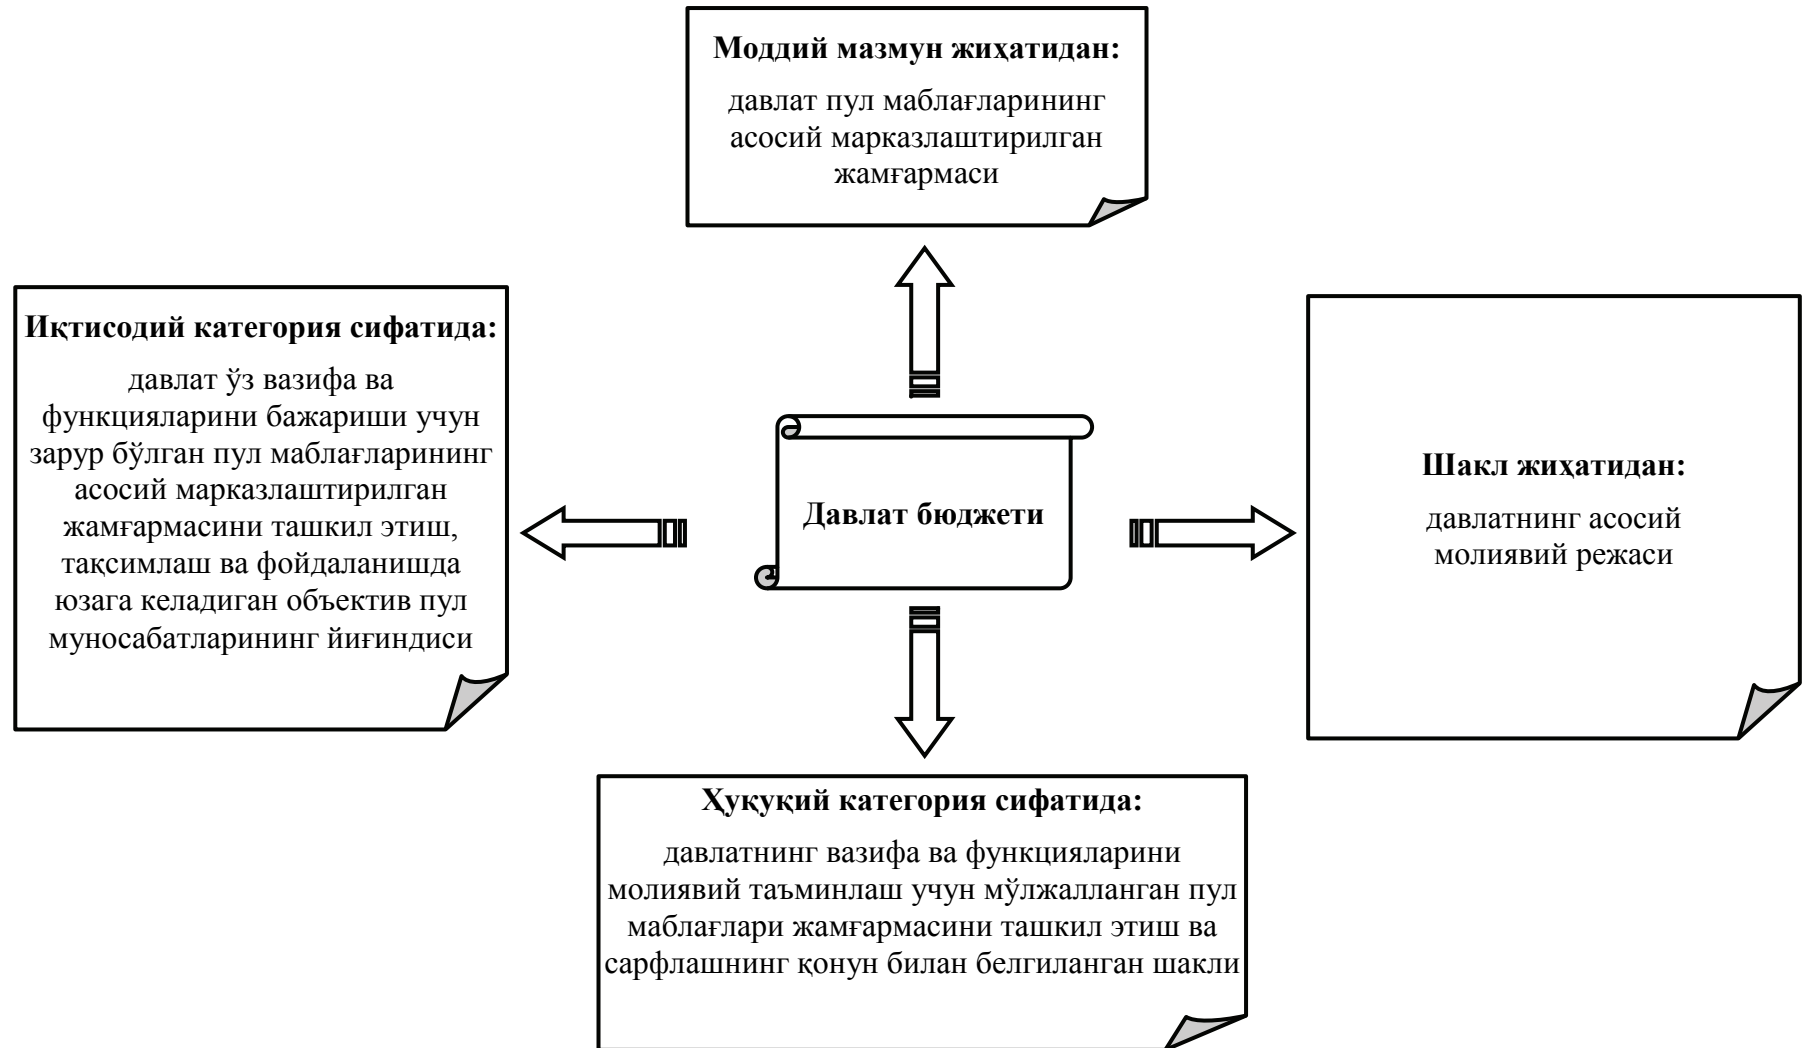 Моддий мазмун жиҳатидан:
давлат пул маблағларининг
асосий марказлаштирилган
жамғармаси
Иқтисодий категория сифатида:
давлат ўз вазифа ва
функцияларини бажариши учун
зарур бўлган пул маблағларининг
асосий марказлаштирилган
жамғармасини ташкил этиш,
тақсимлаш ва фойдаланишда
юзага келадиган объектив пул
муносабатларининг йиғиндиси
Давлат бюджети
Шакл жиҳатидан:
давлатнинг асосий
молиявий режаси
Ҳуқуқий категория сифатида:
давлатнинг вазифа ва функцияларини
молиявий таъминлаш учун мўлжалланган пул
маблағлари жамғармасини ташкил этиш ва
сарфлашнинг қонун билан белгиланган шакли